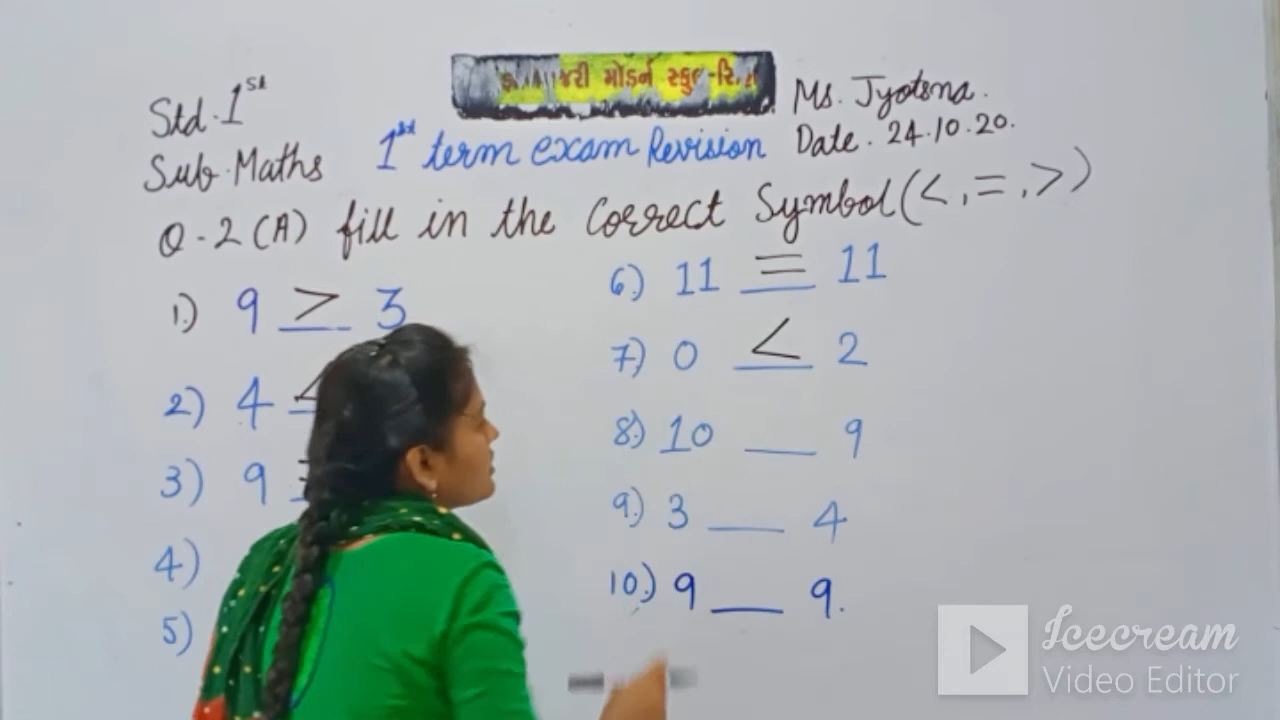 જરી મોડર્ન સ્કુલ
Std. 1st
Ms. Jyotsna.
Sub. Maths
1st term exam Revision
Date. 24.10.20.
Q-2 (A) fill in the correct Symbol (<, =, >)
1.) 9 > 3
2) 4 <
3) 9
4)
5)
6.) 11 = 11
7.) 0 < 2
8.) 10 __ 9
9.) 3 __ 4
10.) 9 __ 9.
Icecream
Video Editor